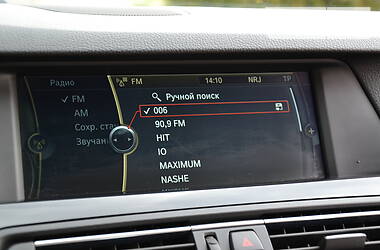 Радио FM 14:10 NRJ TP
Ручной поиск
✓ FM
✓ 006
AM
90,9 FM
Сохр. ста
HIT
Звучан
IO
MAXIMUM
NASHE